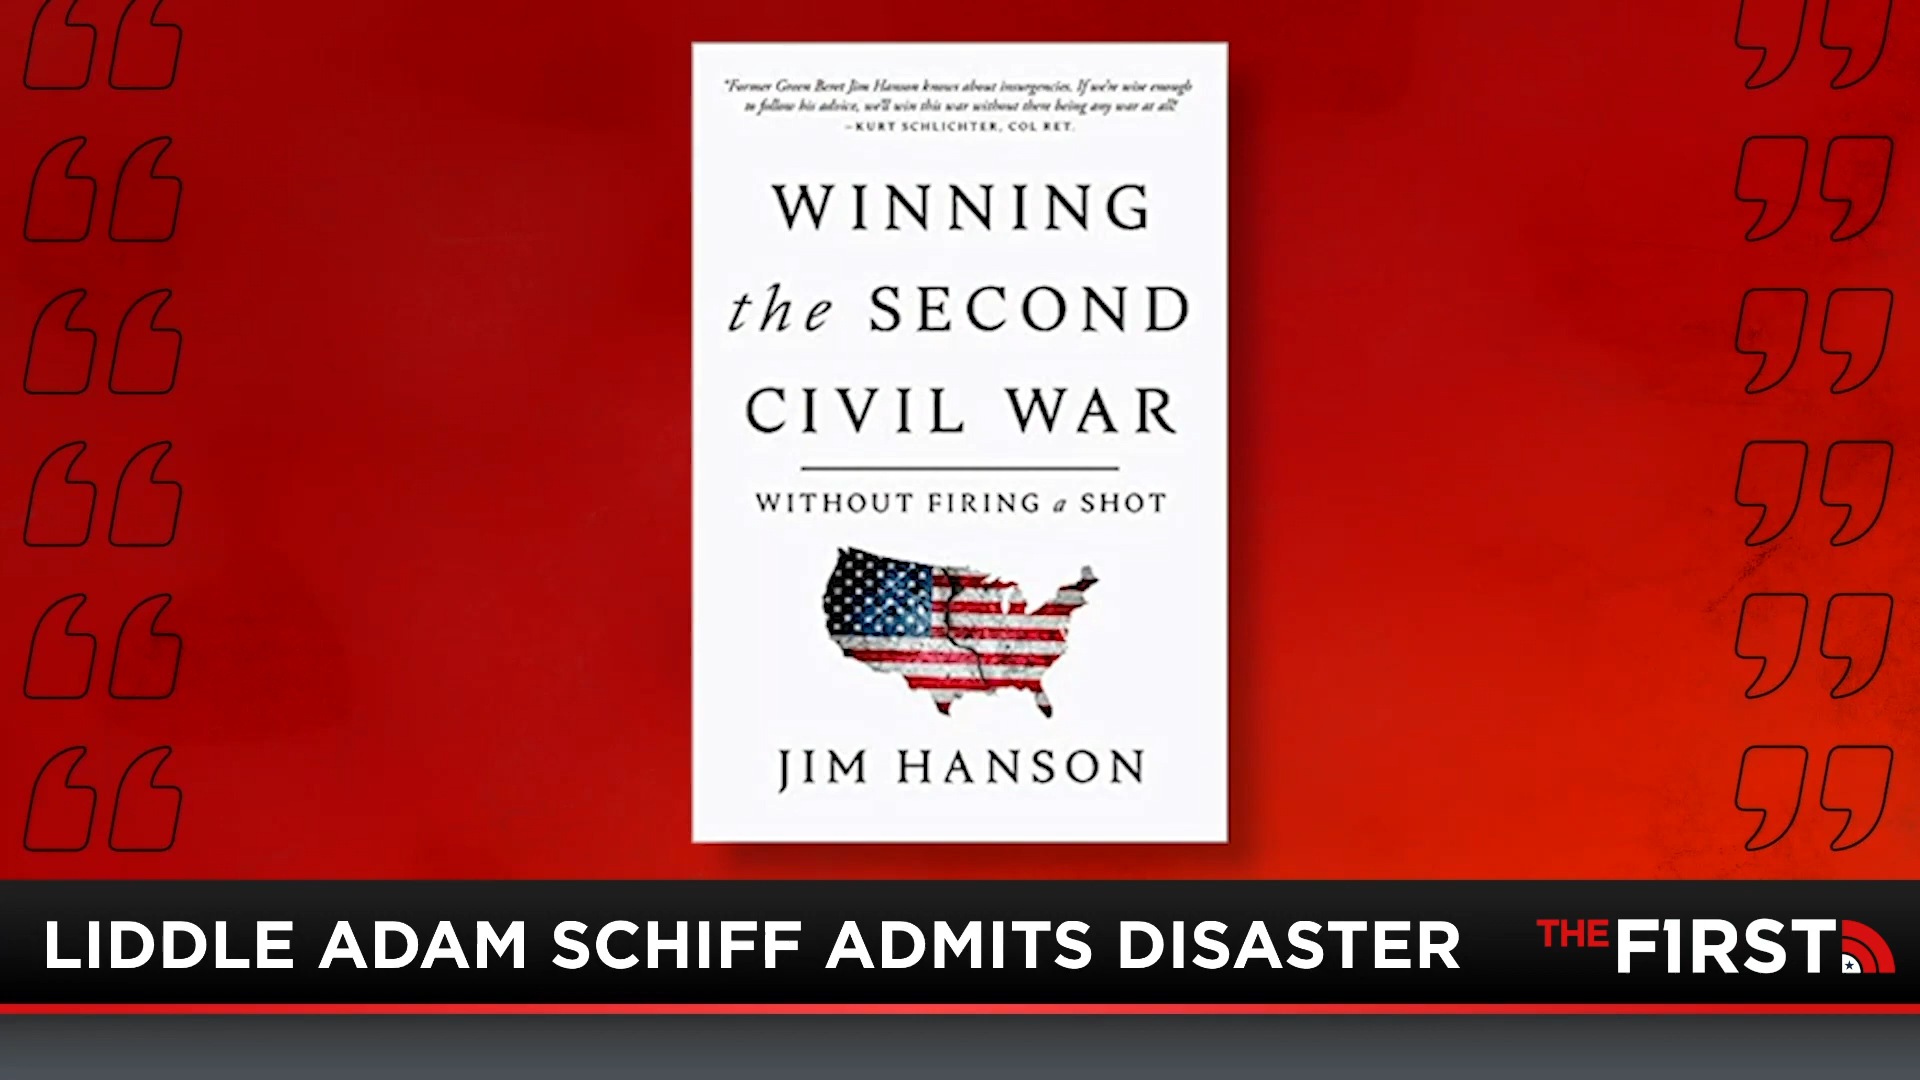 "Former Green Beret Jim Hanson knows about insurgencies. If we're wise enough
to follow his advice, we'll win this war without there being any war at all!
–KURT SCHLICHTER, COL RET.
WINNING
the SECOND
CIVIL WAR
WITHOUT FIRING a SHOT
JIM HANSON
LIDDLE ADAM SCHIFF ADMITS DISASTER
THE F1RST